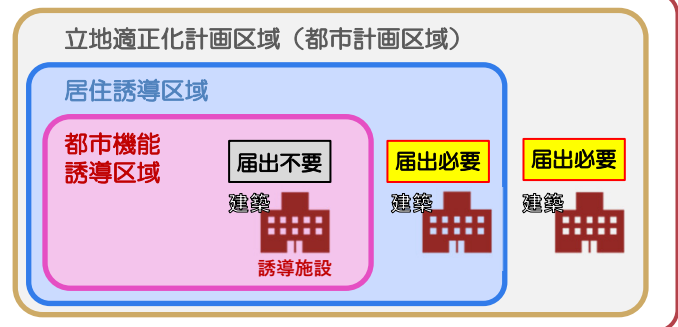 立地適正化計画区域（都市計画区域）
居住誘導区域
都市機能
誘導区域
届出不要
届出必要
届出必要
建築
建築
建築
誘導施設